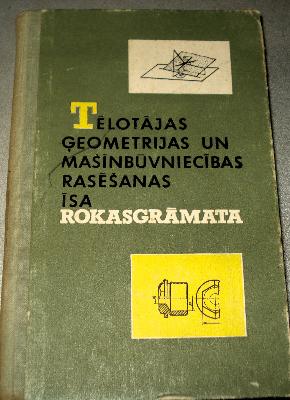 TĒLOTĀJAS
ĢEOMETRIJAS UN
MAŠĪNBŪVNIECĪBAS
RASĒŠANAS
ĪSA
ROKASGRĀMATA